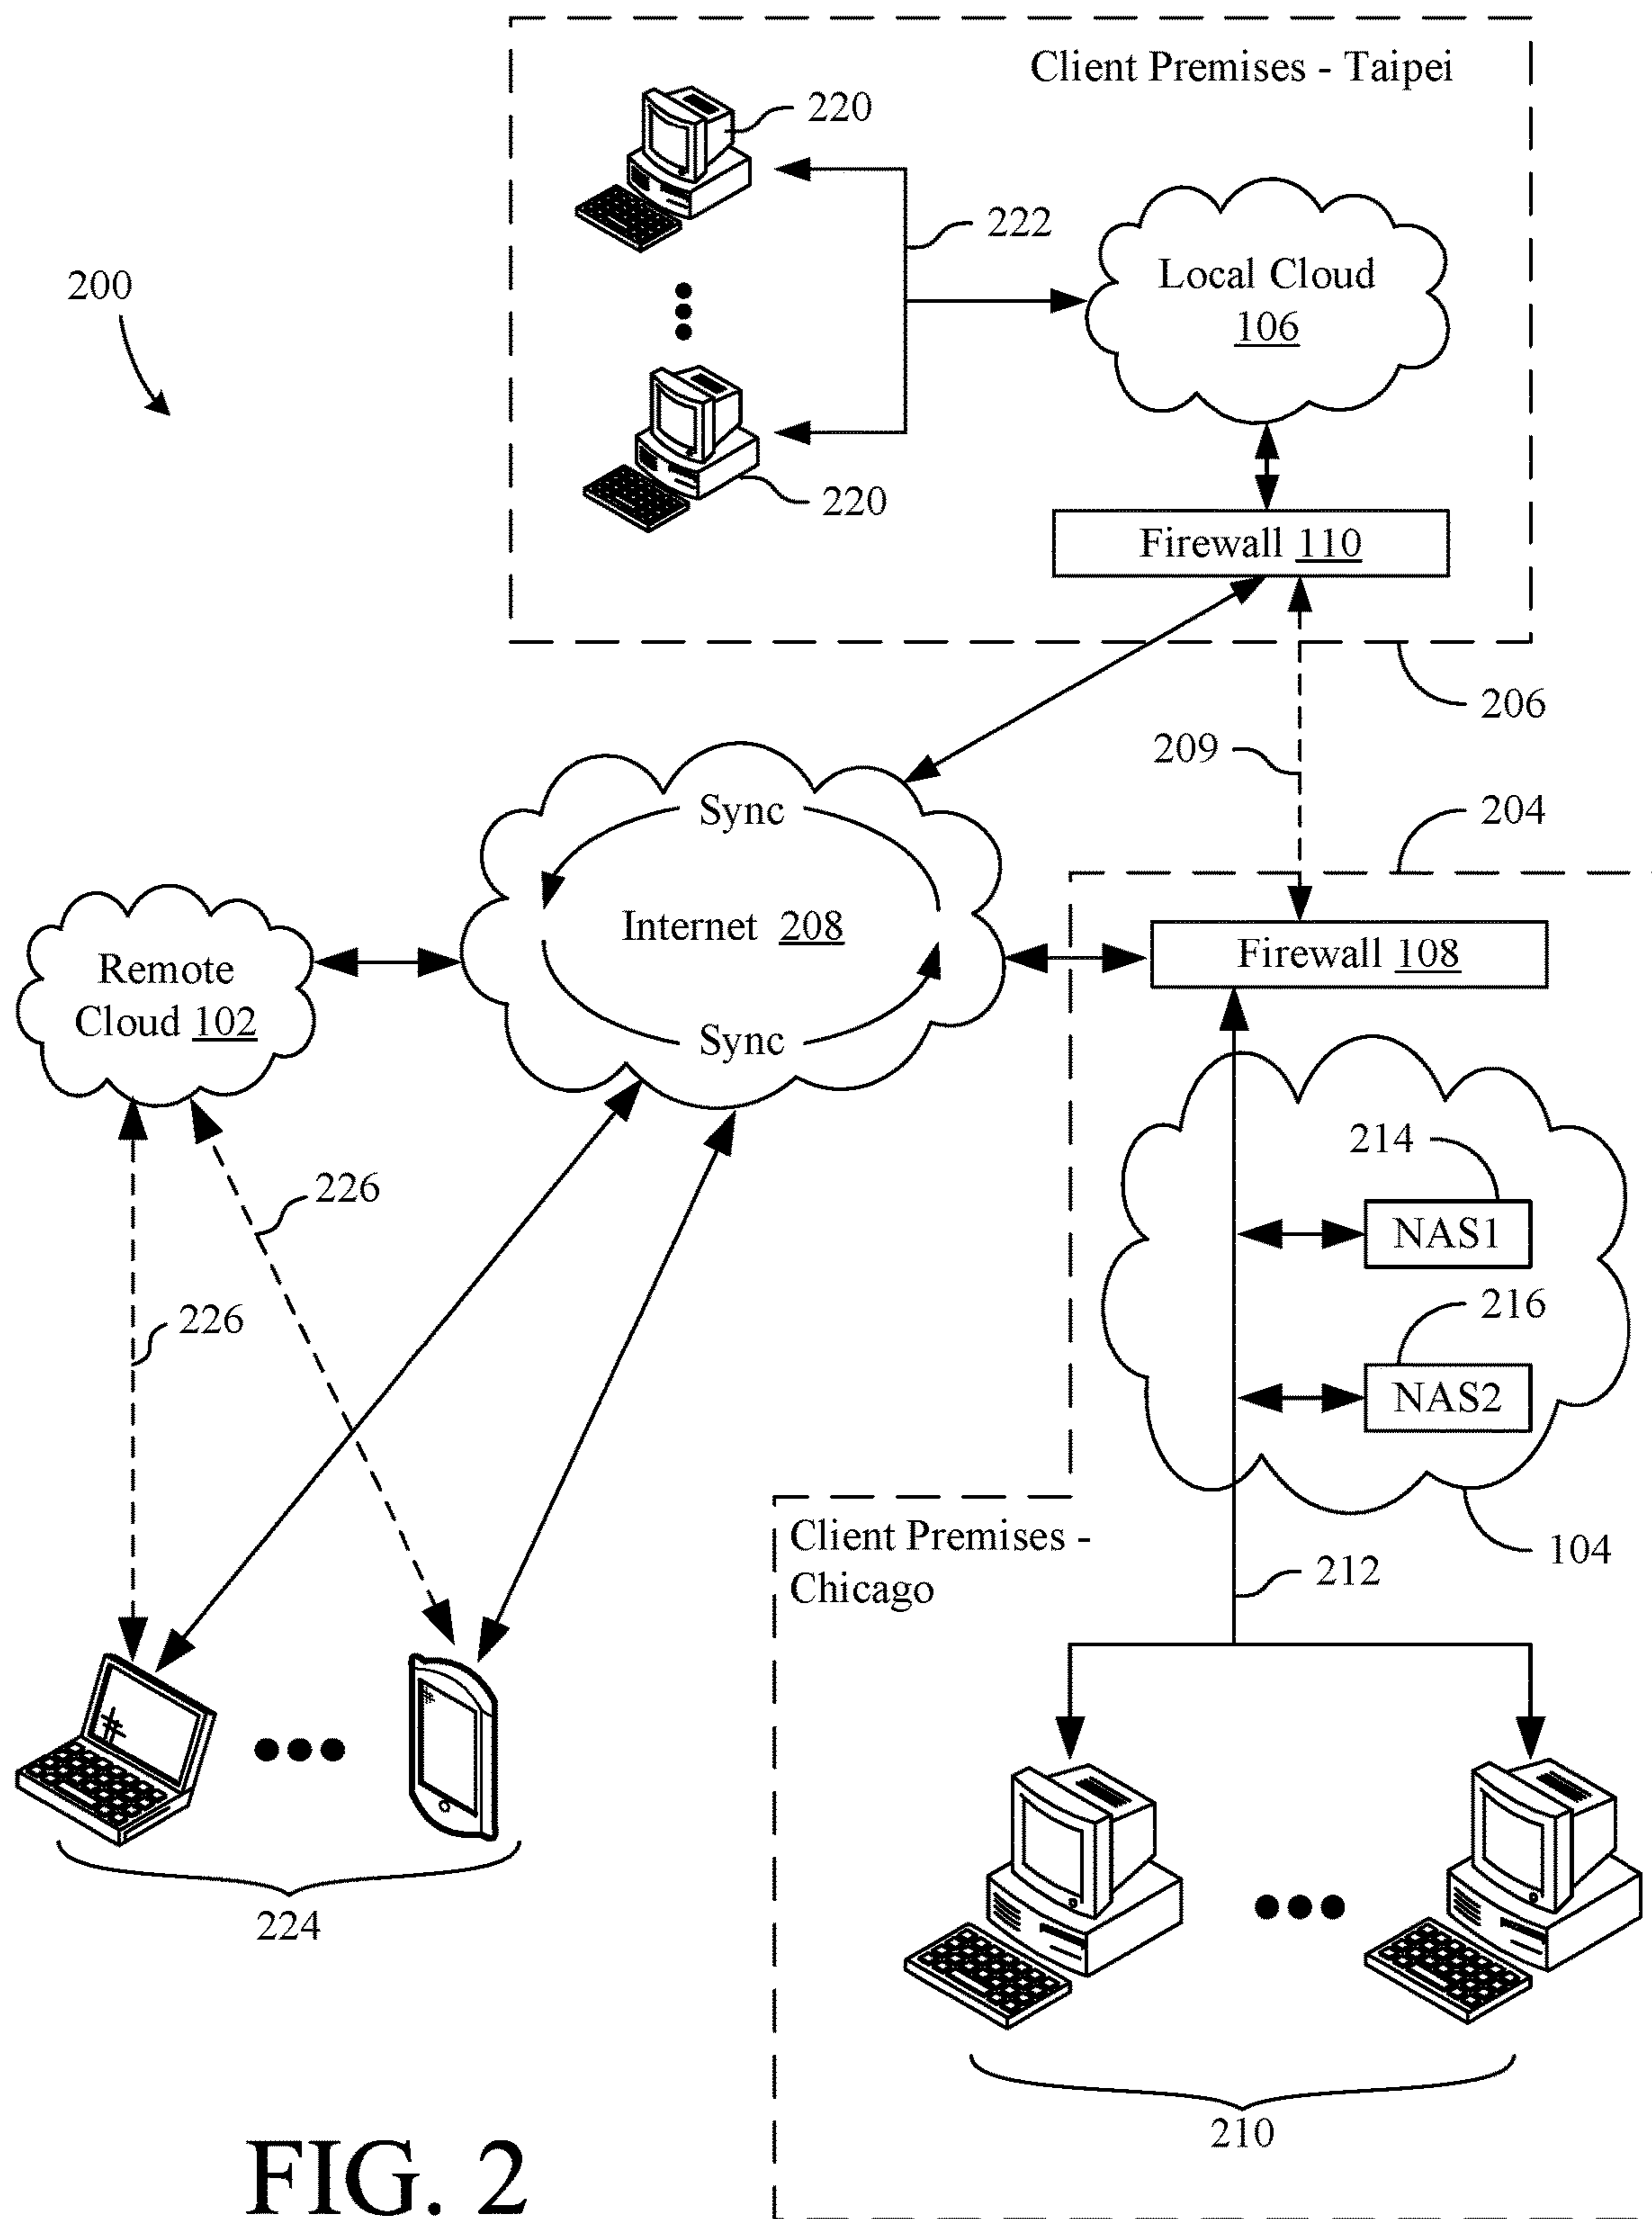 Client Premises - Taipei
220
222
200
Local Cloud
106
220
Firewall 110
206
209
204
Sync
Internet 208
Firewall 108
Remote
Cloud 102
Sync
214
226
NAS1
216
226
NAS2
Client Premises -
Chicago
104
212
224
210
FIG. 2